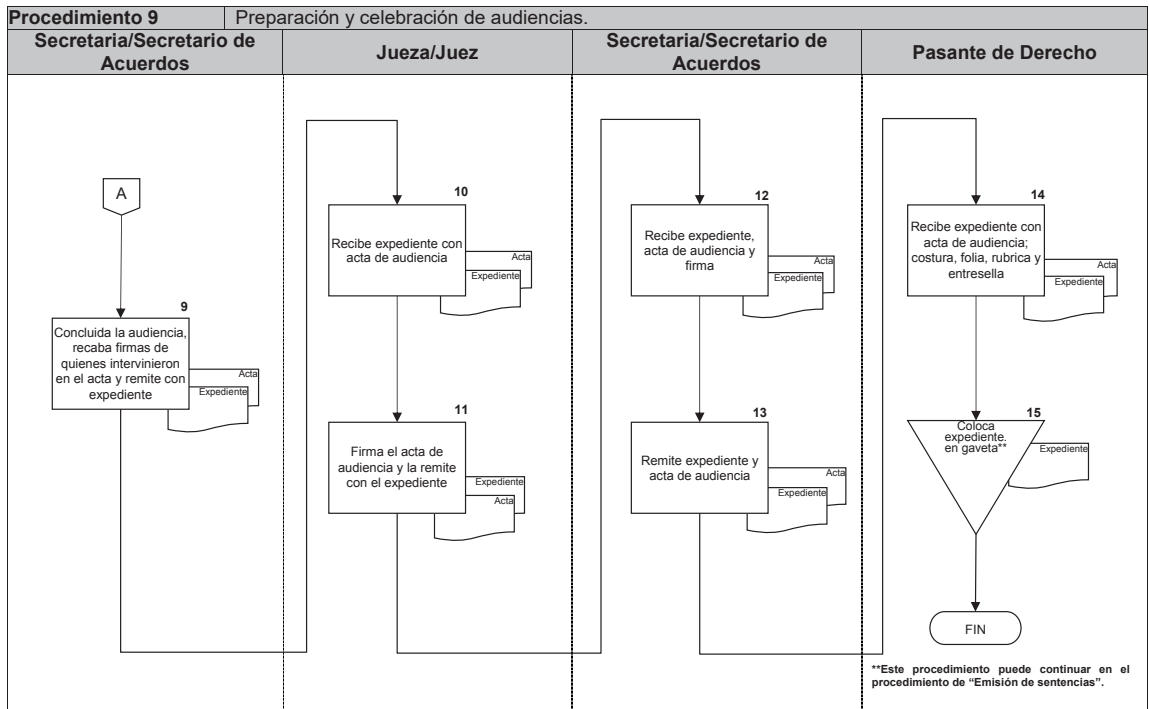 Procedimiento 9
Preparación y celebración de audiencias.
Secretaria/Secretario de
Acuerdos
Jueza/Juez
Secretaria/Secretario de
Acuerdos
Pasante de Derecho
A
9
Concluida la audiencia,
recaba firmas de
quienes intervinieron
en el acta y remite con
expediente
Acta
Expediente
10
Recibe expediente con
acta de audiencia
Acta
Expediente
11
Firma el acta de
audiencia y la remite
con el expediente
Expediente
Acta
12
Recibe expediente,
acta de audiencia y
firma
Acta
Expediente
13
Remite expediente y
acta de audiencia
Acta
Expediente
14
Recibe expediente con
acta de audiencia;
costura, folia, rubrica y
entresella
Acta
Expediente
15
Coloca
expediente.
en gaveta**
Expediente
FIN
**Este procedimiento puede continuar en el
procedimiento de “Emisión de sentencias”.